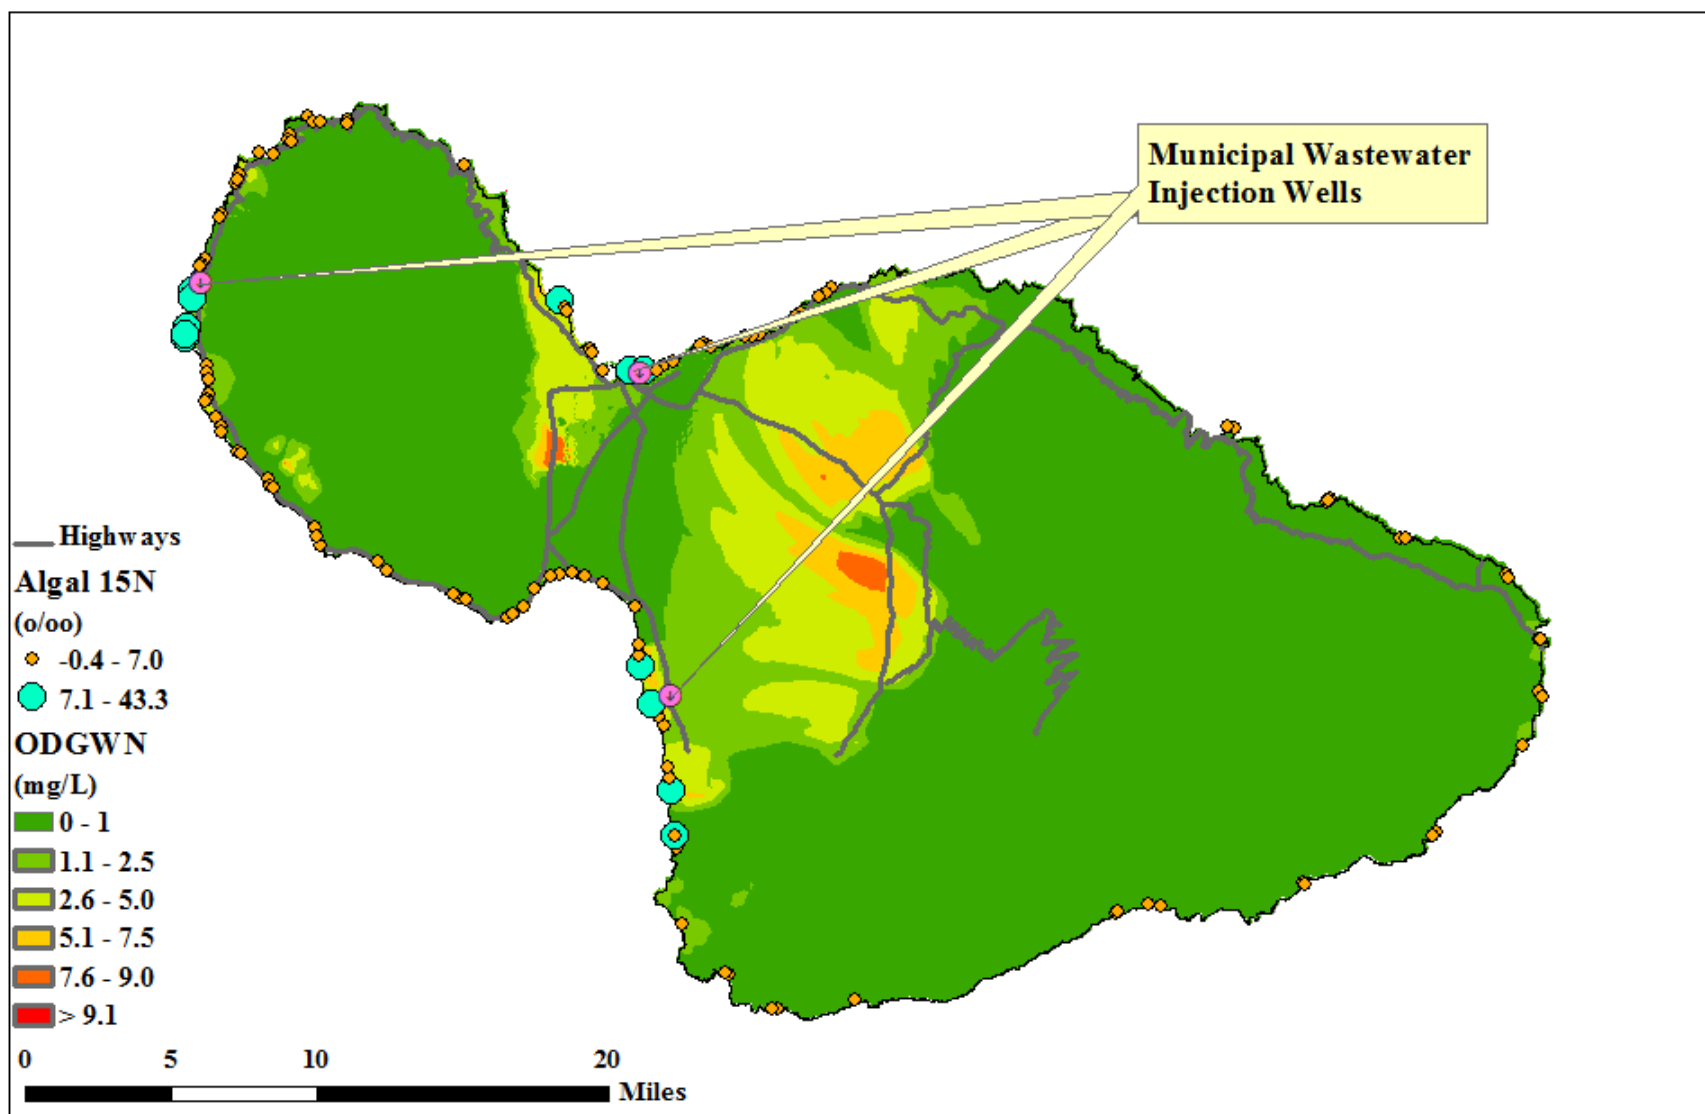 Municipal Wastewater
Injection Wells
Highways
Algal 15N
(o/oo)
-0.4 - 7.0
7.1 - 43.3
ODGWN
(mg/L)
0 - 1
1.1 - 2.5
2.6 - 5.0
5.1 - 7.5
7.6 - 9.0
> 9.1
0 5 10 20
Miles